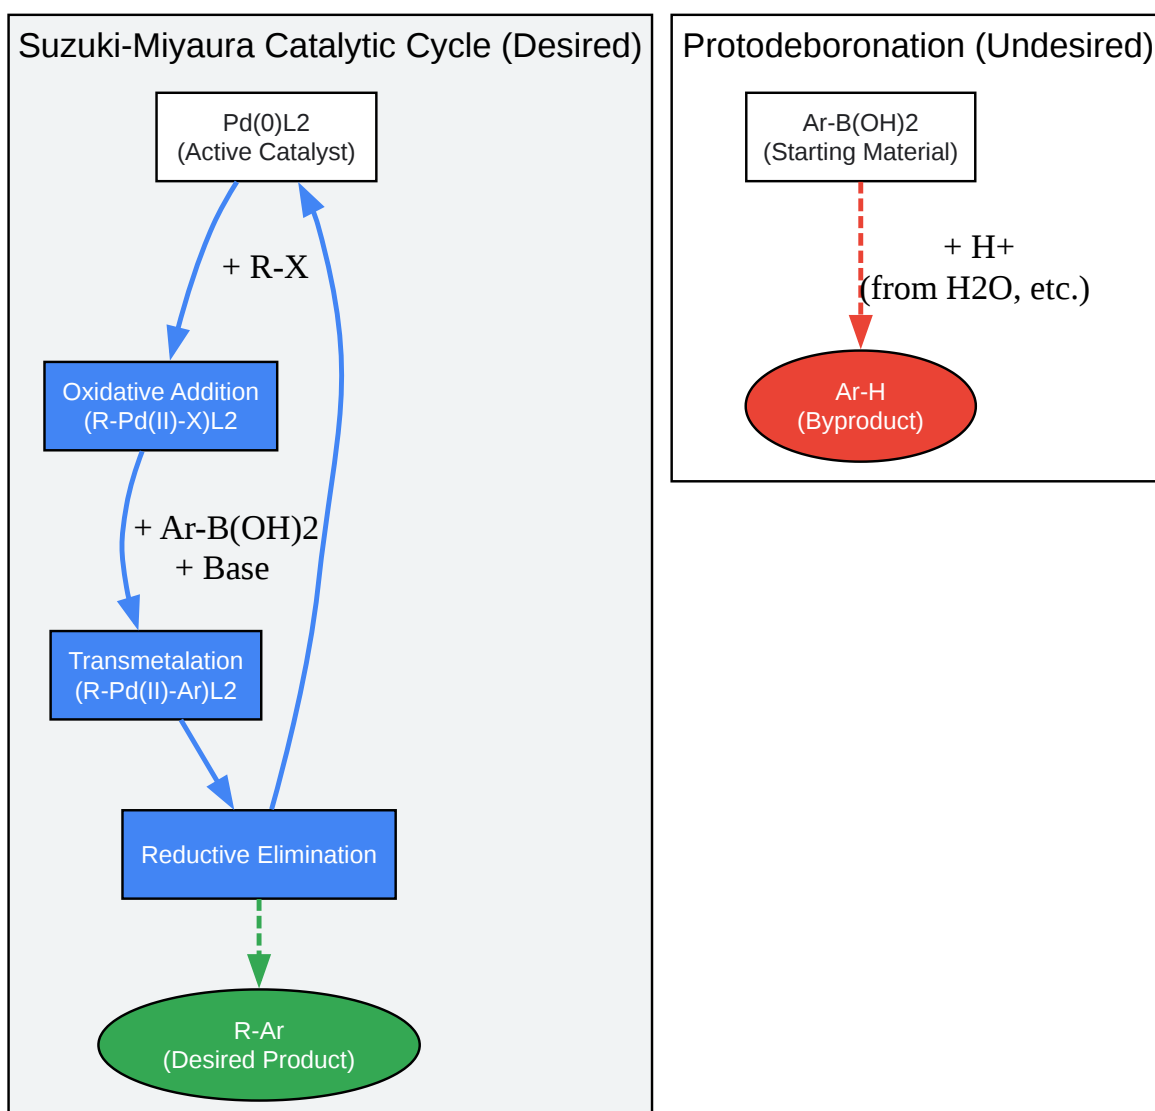 Suzuki-Miyaura Catalytic Cycle (Desired)
Pd(0)L2
(Active Catalyst)
+ R-X
Oxidative Addition
(R-Pd(II)-X)L2
+ Ar-B(OH)2
+ Base
Transmetalation
(R-Pd(II)-Ar)L2
Reductive Elimination
R-Ar
(Desired Product)
Protodeboronation (Undesired)
Ar-B(OH)2
(Starting Material)
+ H+
(from H2O, etc.)
Ar-H
(Byproduct)